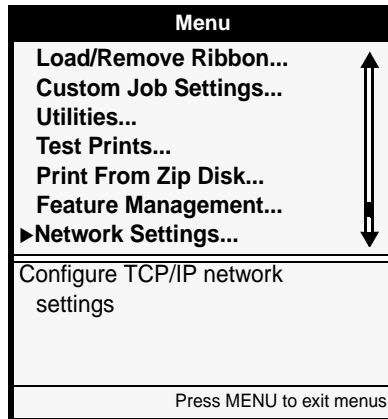 Menu
Load/Remove Ribbon...
Custom Job Settings...
Utilities...
Test Prints...
Print From Zip Disk...
Feature Management...
▶Network Settings...
Configure TCP/IP network
settings
Press MENU to exit menus